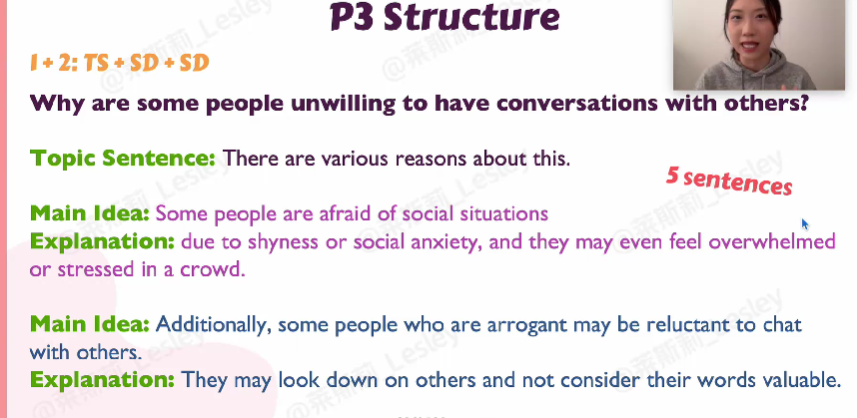 P3 Structure
1 + 2: TS + SD + SD
Why are some people unwilling to have conversations with others?
Topic Sentence: There are various reasons about this.
5 sentences
Main Idea: Some people are afraid of social situations
Explanation: due to shyness or social anxiety, and they may even feel overwhelmed
or stressed in a crowd.
Main Idea: Additionally, some people who are arrogant may be reluctant to chat
with others.
Explanation: They may look down on others and not consider their words valuable.
@莱斯莉_Lesley